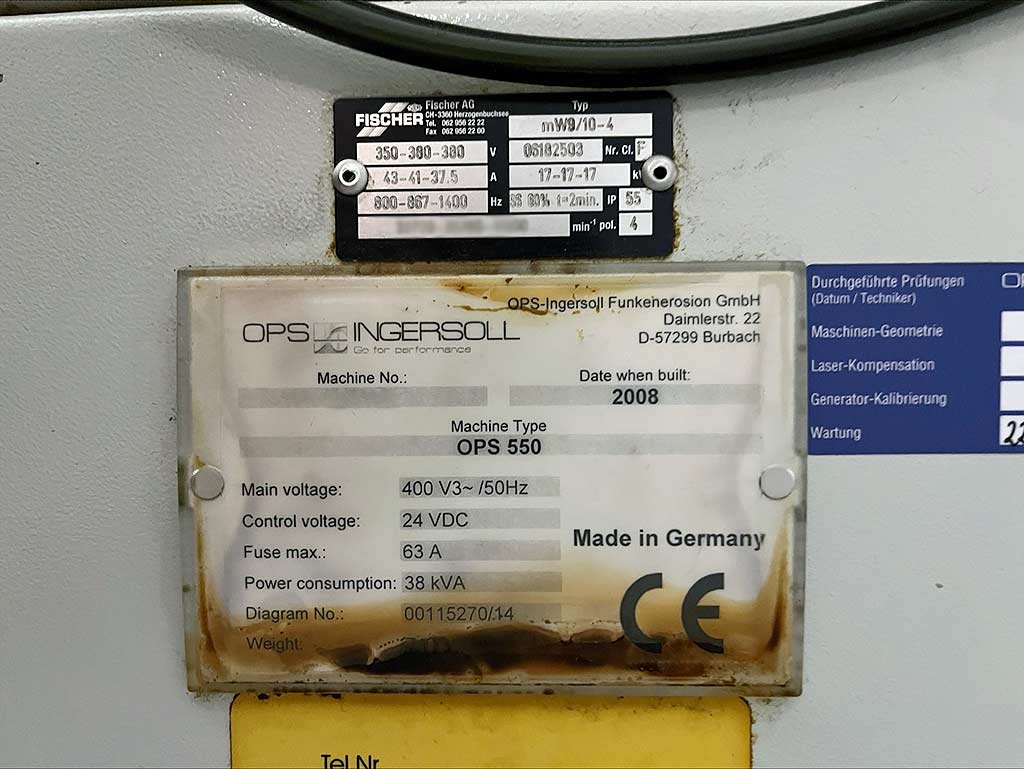 FISCHER
Fischer AG
CH-3360 Herzogenbuchsee
Tel. 062 956 22 22
Fax 062 956 22 60
Typ
mW9/10-4
350-380-380 V 06182503 Nr. Cl. F
43-41-37.5 A 17-17-17
800-867-1400 Hz S6 60% t=2min. IP 55
min⁻¹ pol. 4
OPS INGERSOLL
Go for performance
OPS-Ingersoll Funkenerosion GmbH
Daimlerstr. 22
D-57299 Burbach
Machine No.:
Date when built:
2008
Machine Type
OPS 550
Main voltage: 400 V3~ /50Hz
Control voltage: 24 VDC
Fuse max.: 63 A
Power consumption: 38 kVA
Diagram No.: 00115270/14
Weight:
Made in Germany
CE
Durchgeführte Prüfungen
(Datum / Techniker)
Maschinen-Geometrie
Laser-Kompensation
Generator-Kalibrierung
Wartung 22
Tel Nr